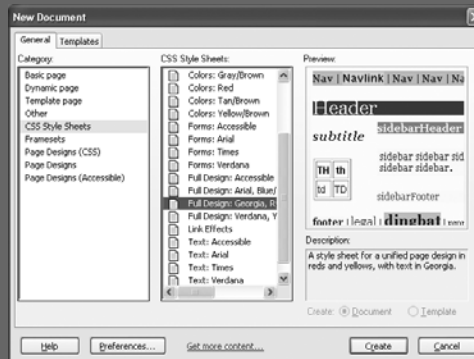 New Document
General
Templates
Category:
Basic page
Dynamic page
Template page
Other
CSS Style Sheets
Framesets
Page Designs (CSS)
Page Designs
Page Designs (Accessible)
CSS Style Sheets:
Colors: Gray/Brown
Colors: Red
Colors: Tan/Brown
Colors: Yellow/Brown
Forms: Accessible
Forms: Arial
Forms: Times
Forms: Verdana
Full Design: Accessible
Full Design: Arial, Blue/
Full Design: Georgia, R
Full Design: Verdana, Y
Link Effects
Text: Accessible
Text: Arial
Text: Times
Text: Verdana
Preview:
Nav | Navlink | Nav | Nav | Na
Header
subtitle
sidebarHeader
sidebar sidebar sid
sidebar sidebar.
TH th
td TD
sidebarFooter
footer | legal | dingbat |
Description:
A style sheet for a unified page design in
reds and yellows, with text in Georgia.
Create:
Document
Template
Help
Preferences...
Get more content...
Create
Cancel